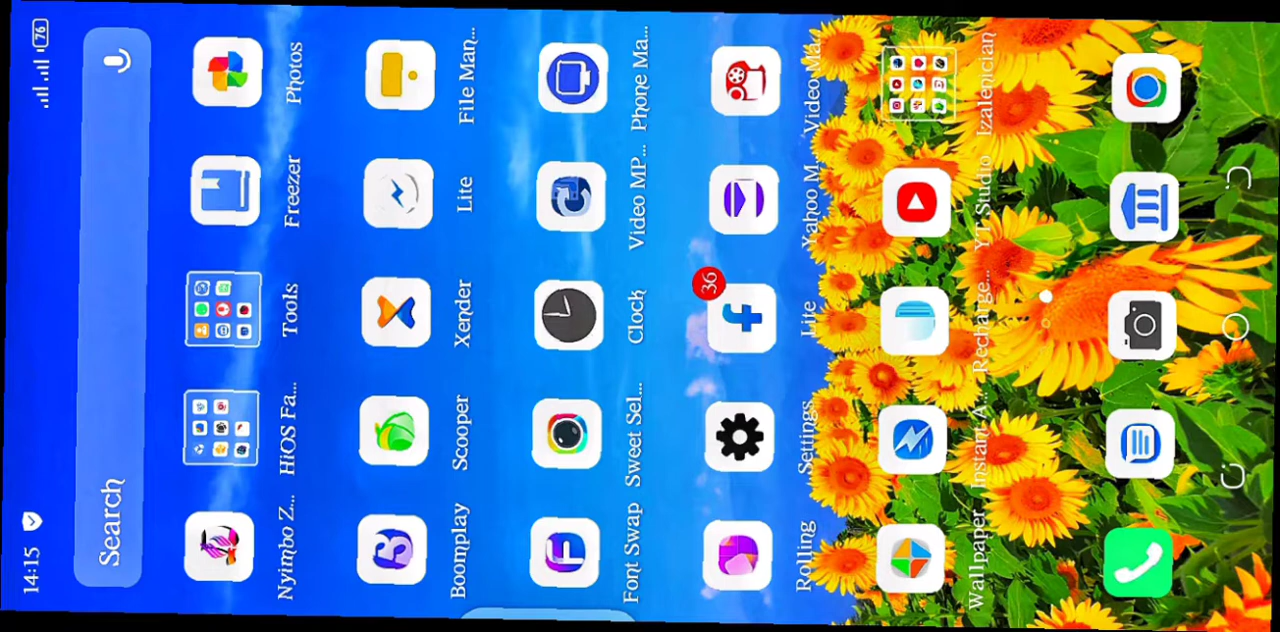 14:15 76
Search
Nyimbo Z... HiOS Fa... Tools Freezer Photos
Boomplay Scooper Xender Lite File Man...
Font Swap Sweet Sel... Clock Video MP... Phone Ma...
36
Rolling Settings Lite Yahoo M... Video Ma...
Wallpaper Instant A... Recharge... YT Studio Izalenician